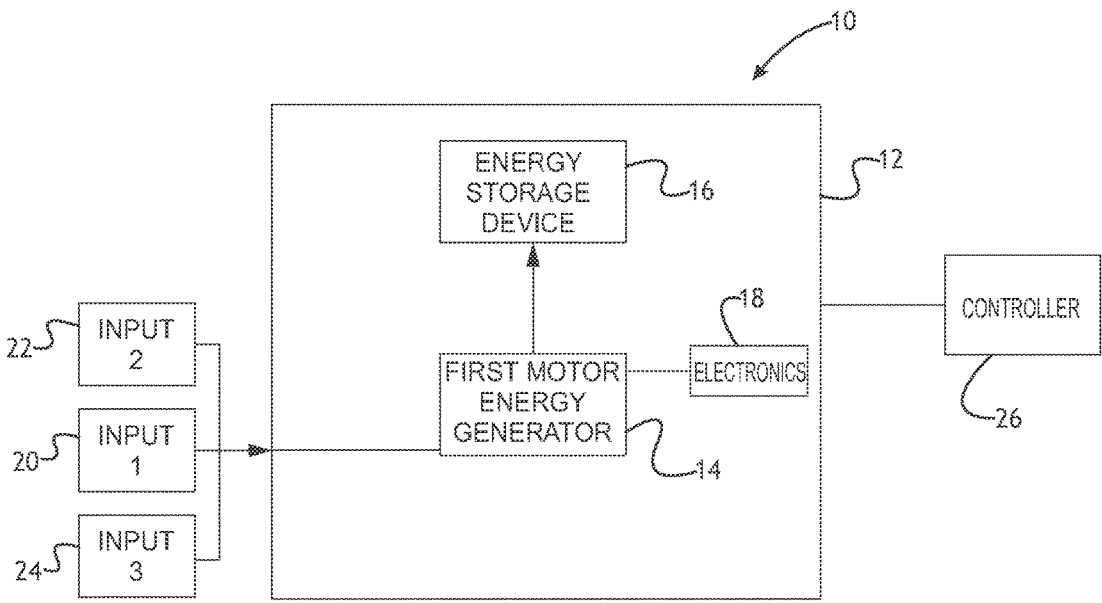 10
ENERGY
STORAGE
DEVICE
16
12
18
CONTROLLER
22
INPUT
2
FIRST MOTOR
ENERGY
GENERATOR
ELECTRONICS
26
20
INPUT
1
14
24
INPUT
3